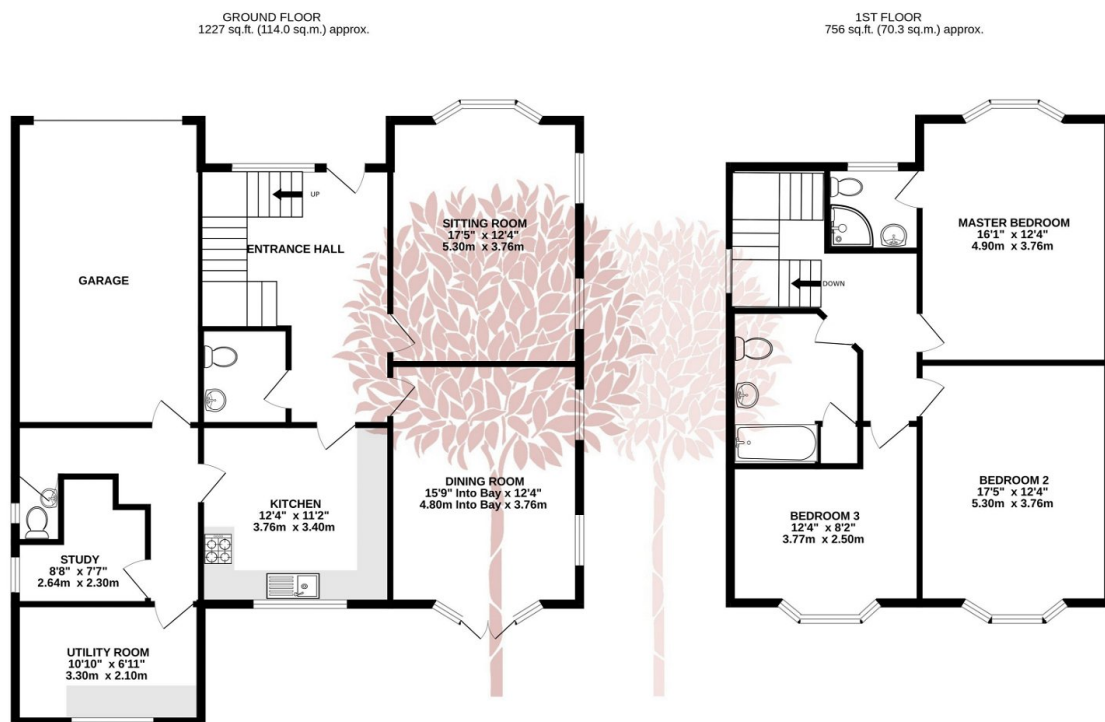 GROUND FLOOR
1227 sq.ft. (114.0 sq.m.) approx.
1ST FLOOR
756 sq.ft. (70.3 sq.m.) approx.
GARAGE
UP
ENTRANCE HALL
SITTING ROOM
17'5" x 12'4"
5.30m x 3.76m
KITCHEN
12'4" x 11'2"
3.76m x 3.40m
DINING ROOM
15'9" Into Bay x 12'4"
4.80m Into Bay x 3.76m
STUDY
8'8" x 7'7"
2.64m x 2.30m
UTILITY ROOM
10'10" x 6'11"
3.30m x 2.10m
MASTER BEDROOM
16'1" x 12'4"
4.90m x 3.76m
DOWN
BEDROOM 2
17'5" x 12'4"
5.30m x 3.76m
BEDROOM 3
12'4" x 8'2"
3.77m x 2.50m